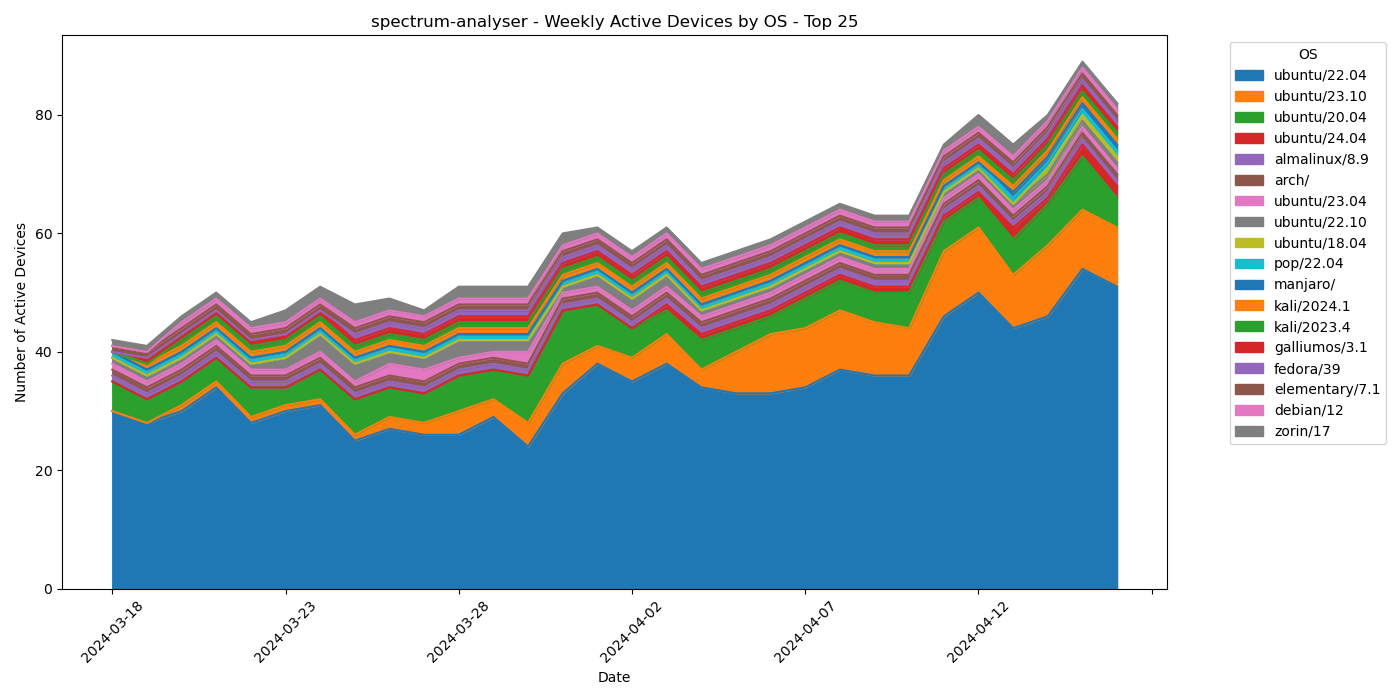 spectrum-analyser - Weekly Active Devices by OS - Top 25
Number of Active Devices
80
60
40
20
0
2024-03-18
2024-03-23
2024-03-28
2024-04-02
2024-04-07
2024-04-12
Date
OS
ubuntu/22.04
ubuntu/23.10
ubuntu/20.04
ubuntu/24.04
almalinux/8.9
arch/
ubuntu/23.04
ubuntu/22.10
ubuntu/18.04
pop/22.04
manjaro/
kali/2024.1
kali/2023.4
galliumos/3.1
fedora/39
elementary/7.1
debian/12
zorin/17